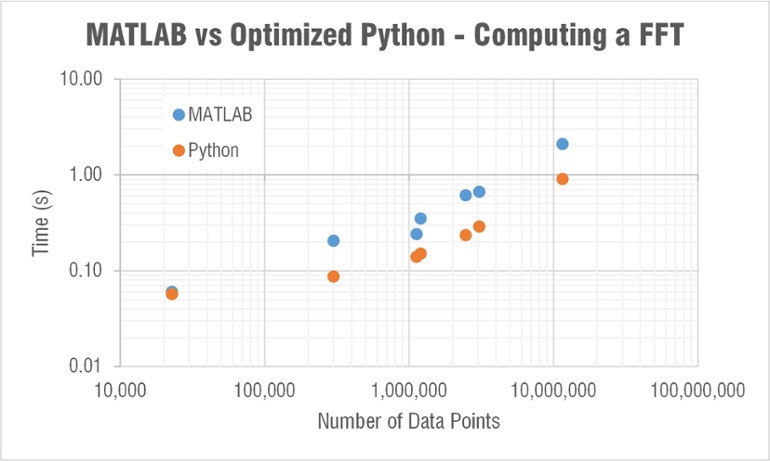 MATLAB vs Optimized Python - Computing a FFT
10.00
MATLAB
Python
1.00
Time (s)
0.10
0.01
10,000 100,000 1,000,000 10,000,000 100,000,000
Number of Data Points